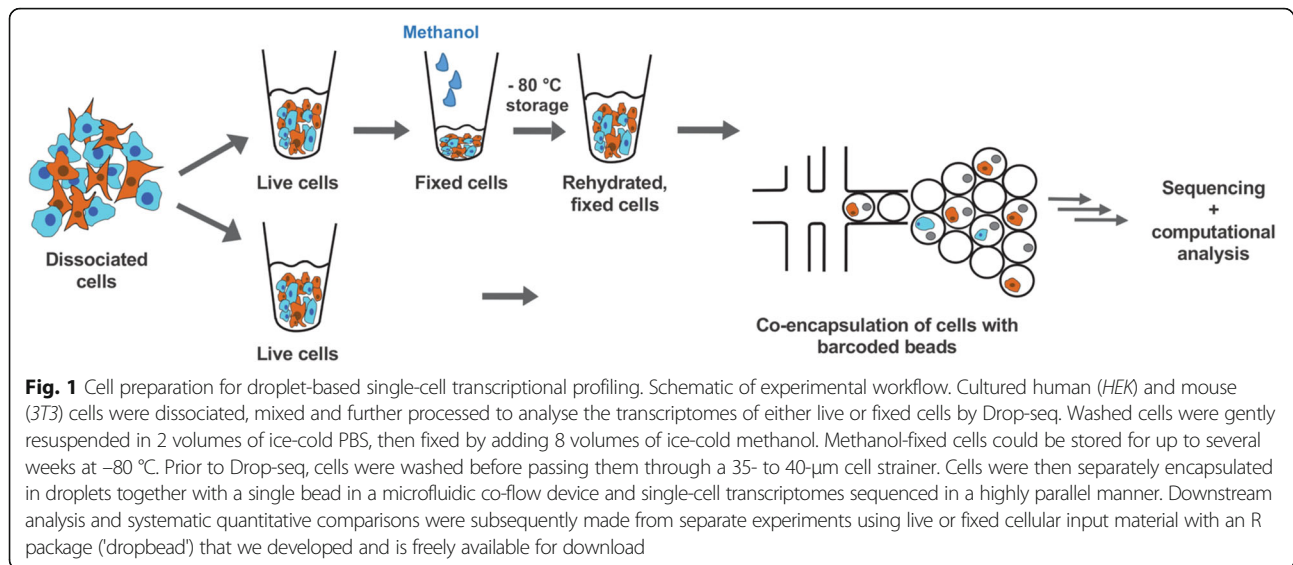 Methanol
- 80 °C
storage
Live cells
Fixed cells
Rehydrated,
fixed cells
Dissociated
cells
Live cells
Co-encapsulation of cells with
barcoded beads
Sequencing
+
computational
analysis
Fig. 1 Cell preparation for droplet-based single-cell transcriptional profiling. Schematic of experimental workflow. Cultured human (HEK) and mouse
(3T3) cells were dissociated, mixed and further processed to analyse the transcriptomes of either live or fixed cells by Drop-seq. Washed cells were gently
resuspended in 2 volumes of ice-cold PBS, then fixed by adding 8 volumes of ice-cold methanol. Methanol-fixed cells could be stored for up to several
weeks at –80 °C. Prior to Drop-seq, cells were washed before passing them through a 35- to 40-μm cell strainer. Cells were then separately encapsulated
in droplets together with a single bead in a microfluidic co-flow device and single-cell transcriptomes sequenced in a highly parallel manner. Downstream
analysis and systematic quantitative comparisons were subsequently made from separate experiments using live or fixed cellular input material with an R
package ('dropbead') that we developed and is freely available for download